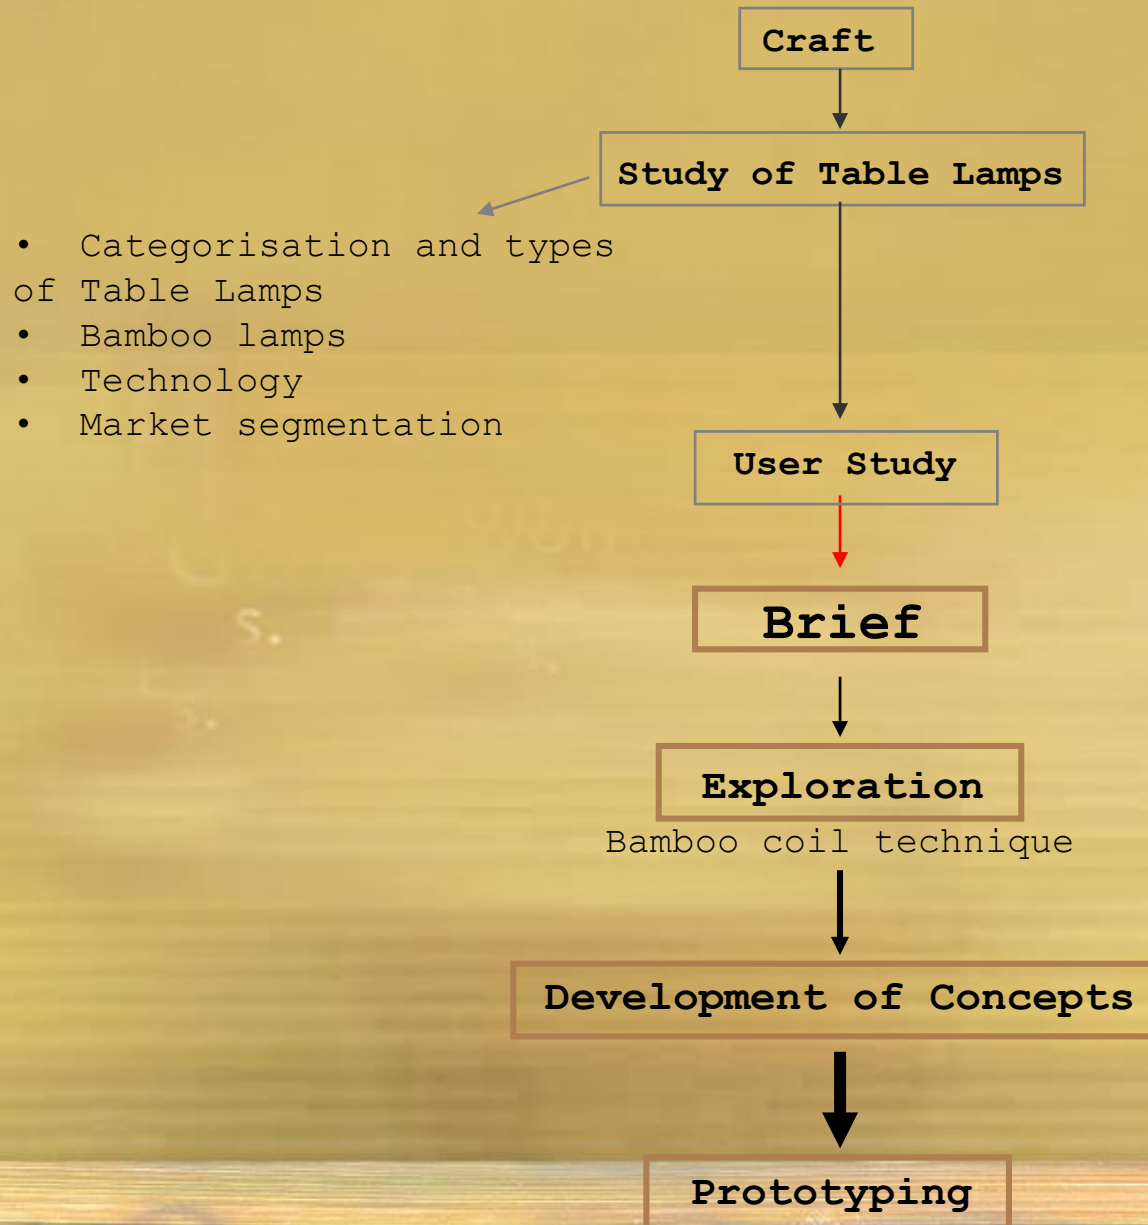 Craft
Study of Table Lamps
• Categorisation and types
of Table Lamps
• Bamboo lamps
• Technology
• Market segmentation
User Study
Brief
Exploration
Bamboo coil technique
Development of Concepts
Prototyping